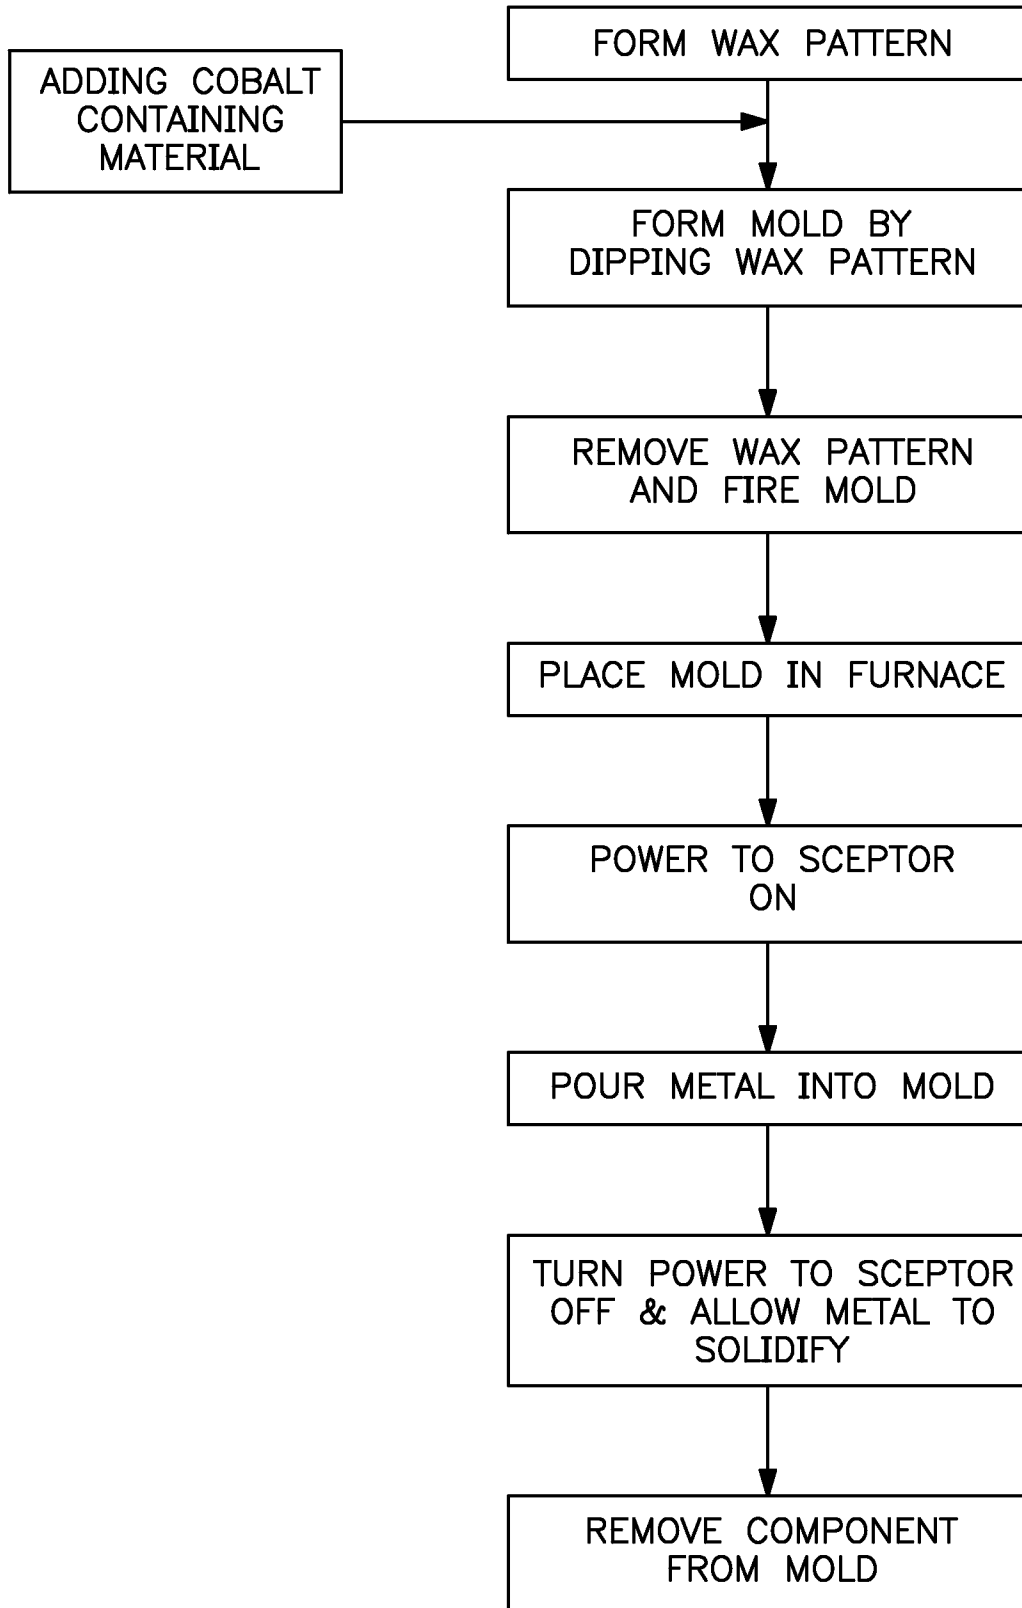 FORM WAX PATTERN
ADDING COBALT
CONTAINING
MATERIAL
FORM MOLD BY
DIPPING WAX PATTERN
REMOVE WAX PATTERN
AND FIRE MOLD
PLACE MOLD IN FURNACE
POWER TO SCEPTOR
ON
POUR METAL INTO MOLD
TURN POWER TO SCEPTOR
OFF & ALLOW METAL TO
SOLIDIFY
REMOVE COMPONENT
FROM MOLD